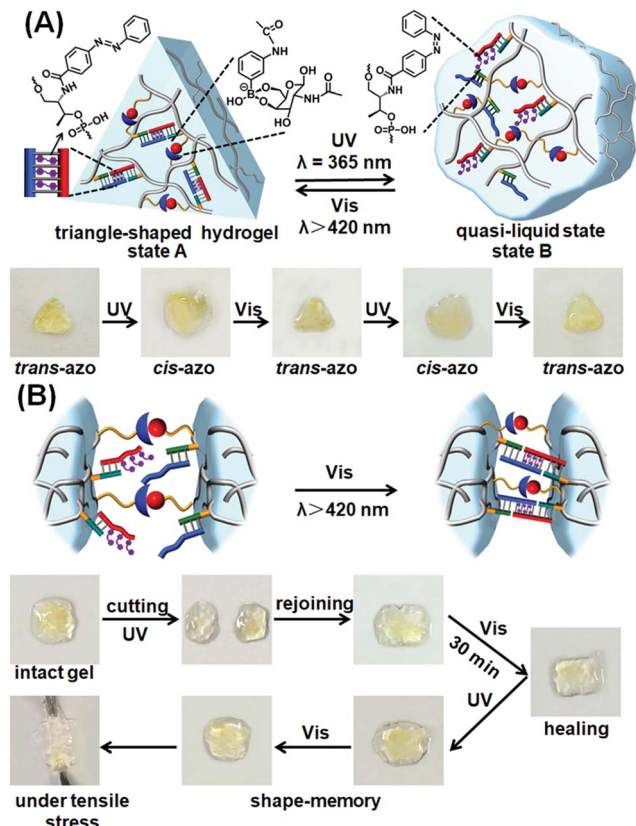 (A)
UV
λ = 365 nm
Vis
λ>420 nm
triangle-shaped hydrogel
state A
quasi-liquid state
state B
UV
Vis
UV
Vis
trans-azo
cis-azo
trans-azo
cis-azo
trans-azo
(B)
Vis
λ>420 nm
cutting
UV
rejoining
Vis
30 min
intact gel
healing
UV
Vis
under tensile
stress
shape-memory